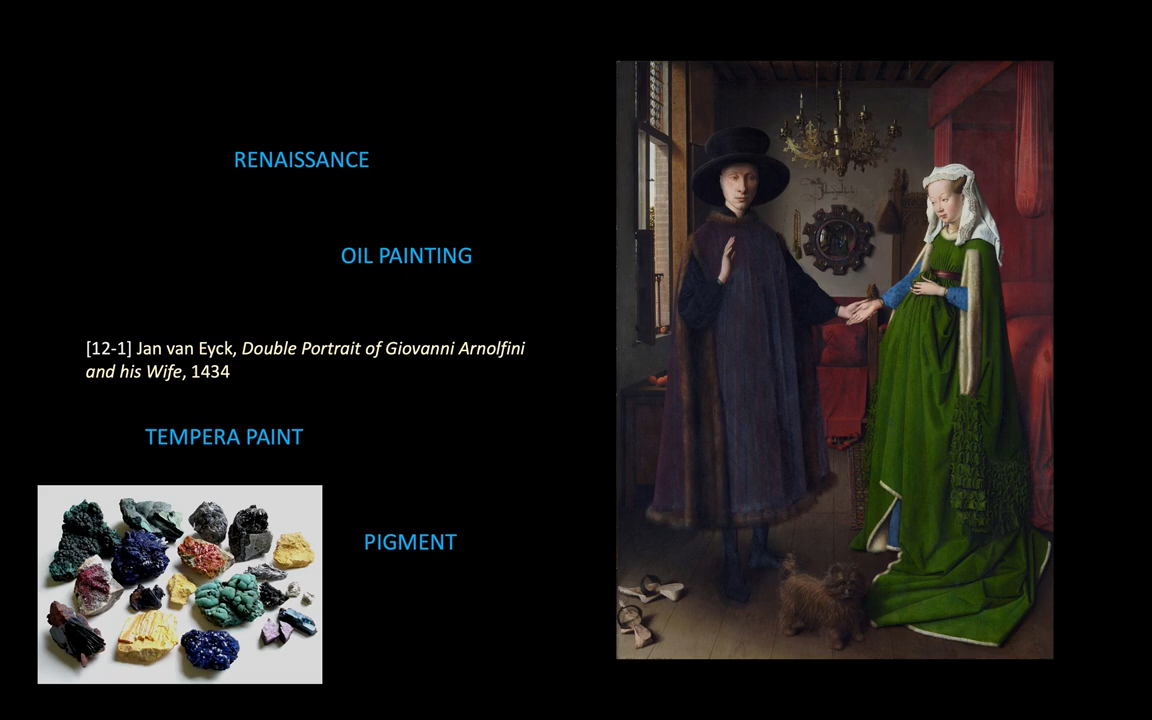 RENAISSANCE
OIL PAINTING
[12-1] Jan van Eyck, Double Portrait of Giovanni Arnolfini
and his Wife, 1434
TEMPERA PAINT
PIGMENT